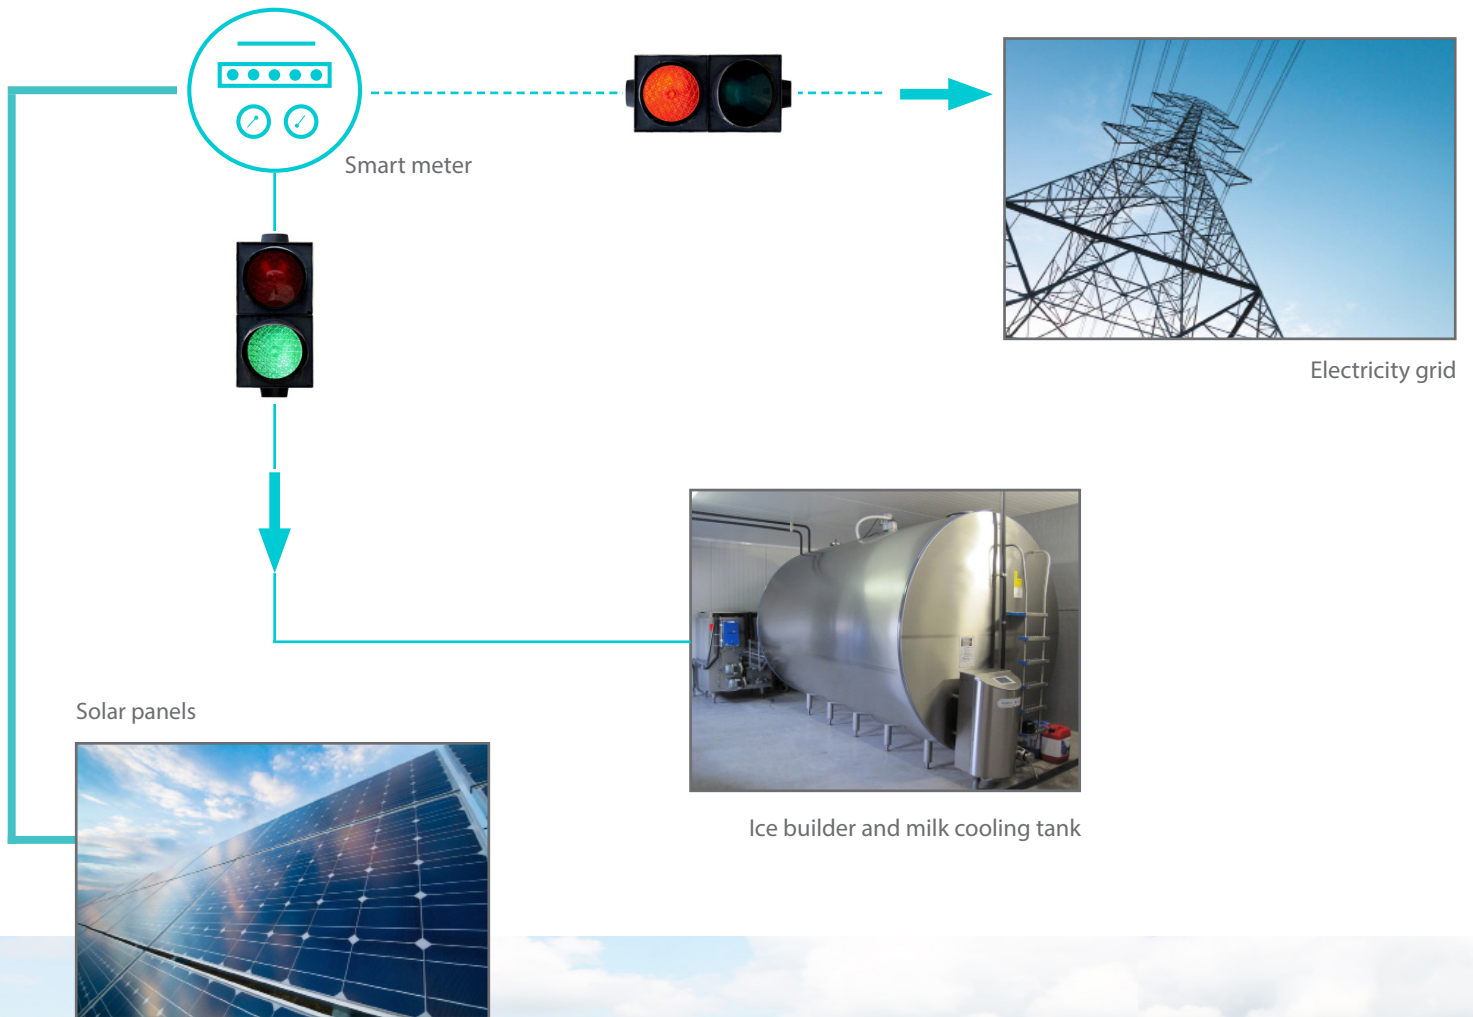 Smart meter
Electricity grid
Solar panels
Ice builder and milk cooling tank